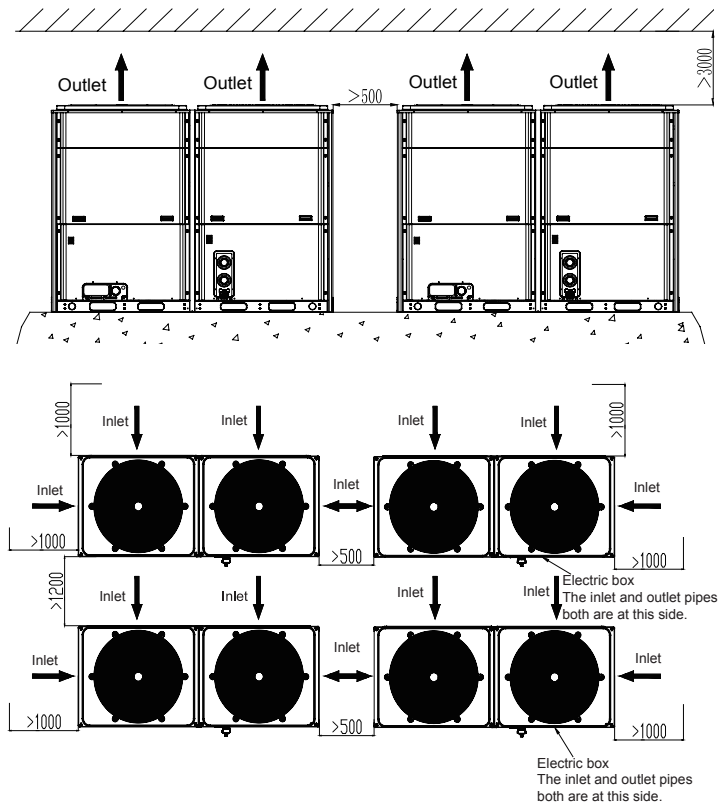 Outlet
Outlet
>500
Outlet
Outlet
>3000
>1000
Inlet
Inlet
Inlet
Inlet
>1000
Inlet
Inlet
>1000
>500
>1000
>1200
Inlet
Inlet
Inlet
Inlet
Electric box
The inlet and outlet pipes
both are at this side.
Inlet
Inlet
>1000
>500
>1000
Electric box
The inlet and outlet pipes
both are at this side.